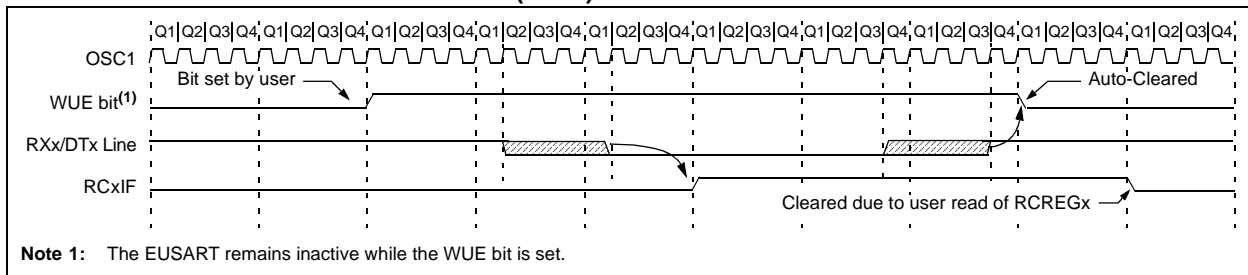 Q1 Q2 Q3 Q4 Q1 Q2 Q3 Q4 Q1 Q2 Q3 Q4 Q1 Q2 Q3 Q4 Q1 Q2 Q3 Q4 Q1 Q2 Q3 Q4 Q1 Q2 Q3 Q4 Q1 Q2 Q3 Q4 Q1 Q2 Q3 Q4 Q1 Q2 Q3 Q4
OSC1
Bit set by user
Auto-Cleared
WUE bit(1)
RXx/DTx Line
RCxIF
Cleared due to user read of RCREGx
Note 1: The EUSART remains inactive while the WUE bit is set.